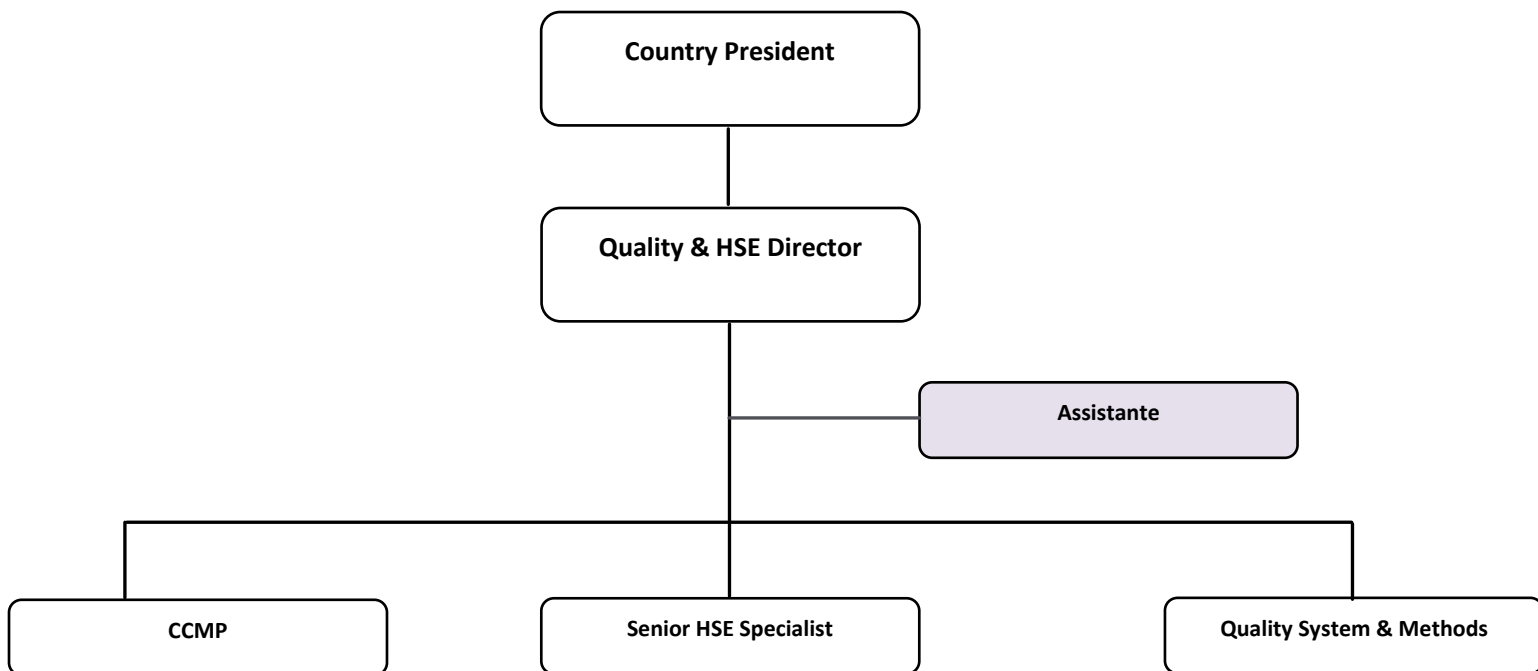 Country President
Quality & HSE Director
Assistante
CCMP
Senior HSE Specialist
Quality System & Methods